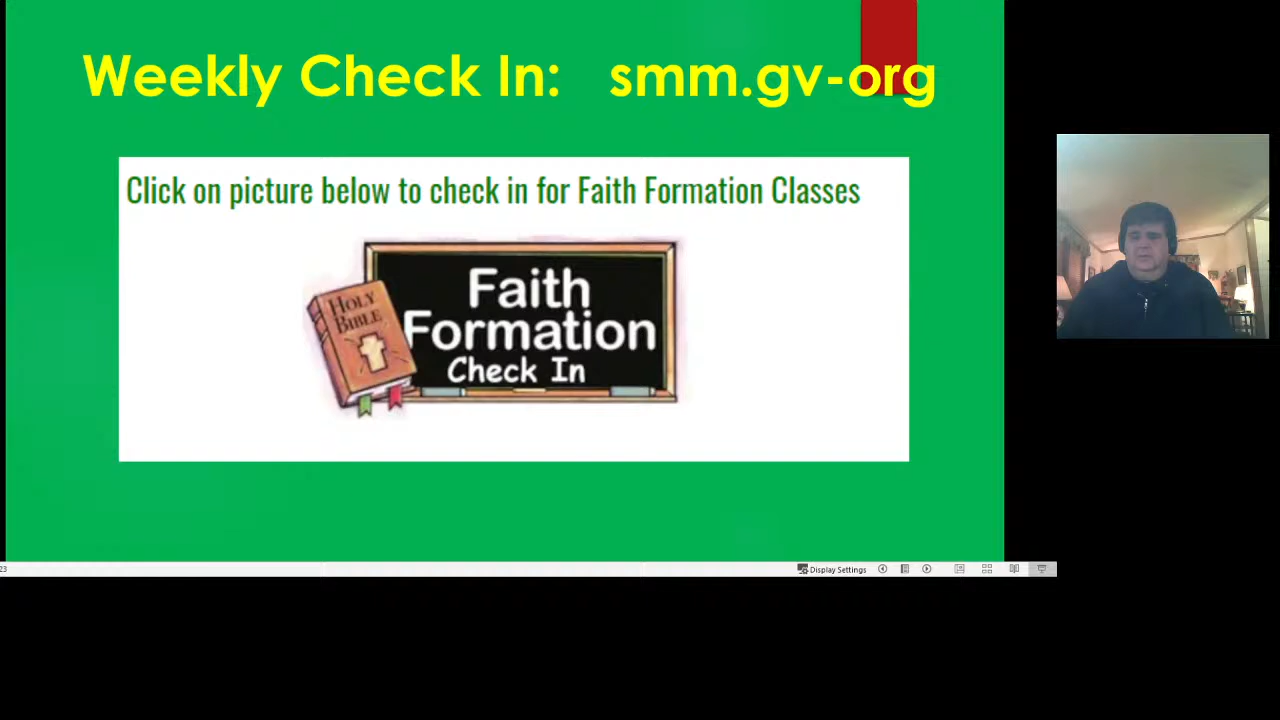 Weekly Check In: smm.gv-org
Click on picture below to check in for Faith Formation Classes
HOLY
BIBLE
Faith
Formation
Check In
23
Display Settings